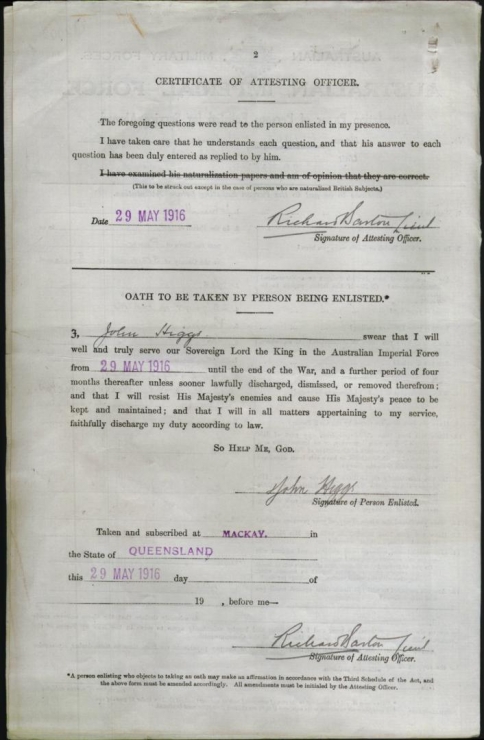 2
CERTIFICATE OF ATTESTING OFFICER.
The foregoing questions were read to the person enlisted in my presence.
I have taken care that he understands each question, and that his answer to each
question has been duly entered as replied to by him.
I have examined his naturalization papers and am of opinion that they are correct.
(This to be struck out except in the case of persons who are naturalised British Subjects.)
Date 29 MAY 1916 Richard Barton Lieut
Signature of Attesting Officer.
OATH TO BE TAKEN BY PERSON BEING ENLISTED.*
I, John Higgs swear that I will
well and truly serve our Sovereign Lord the King in the Australian Imperial Force
from 29 MAY 1916 until the end of the War, and a further period of four
months thereafter unless sooner lawfully discharged, dismissed, or removed therefrom;
and that I will resist His Majesty's enemies and cause His Majesty's peace to be
kept and maintained; and that I will in all matters appertaining to my service,
faithfully discharge my duty according to law.
So Help Me, God.
John Higgs
Signature of Person Enlisted.
Taken and subscribed at MACKAY. in
the State of QUEENSLAND
this 29 MAY 1916 day of
19 , before me—
Richard Barton Lieut
Signature of Attesting Officer.
*A person enlisting who objects to taking an oath may make an affirmation in accordance with the Third Schedule of the Act, and
the above form must be amended accordingly. All amendments must be initialed by the Attesting Officer.